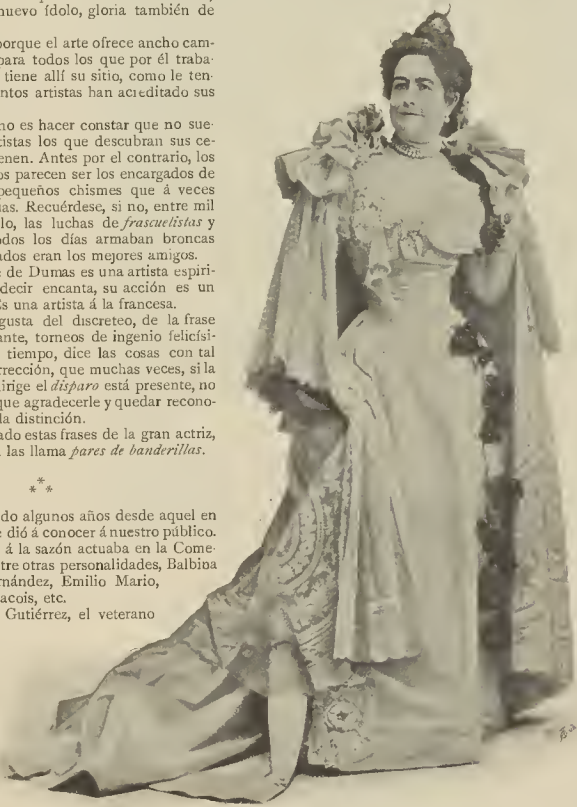 nuevo ídolo, gloria también de
porque el arte ofrece ancho cam-
para todos los que por él traba-
tiene allí su sitio, como le ten-
ntos artistas han acreditado sus
no es hacer constar que no sue-
tistas los que descubran sus ce-
enen. Antes por el contrario, los
os parecen ser los encargados de
pequeños chismes que á veces
ias. Recuérdese, si no, entre mil
lo, las luchas de frascuelistas y
odos los días armaban broncas
ados eran los mejores amigos.
e de Dumas es una artista espiri-
decir encanta, su acción es un
Es una artista á la francesa.
gusta del discreteo, de la frase
ante, torneos de ingenio felicísi-
tiempo, dice las cosas con tal
rrección, que muchas veces, si la
dirige el disparo está presente, no
que agradecerle y quedar recono-
la distinción.
ado estas frases de la gran actriz,
las llama pares de banderillas.
***
do algunos años desde aquel en
e dió á conocer á nuestro público.
á la sazón actuaba en la Come-
tre otras personalidades, Balbina
rnández, Emilio Mario,
acois, etc.
Gutiérrez, el veterano